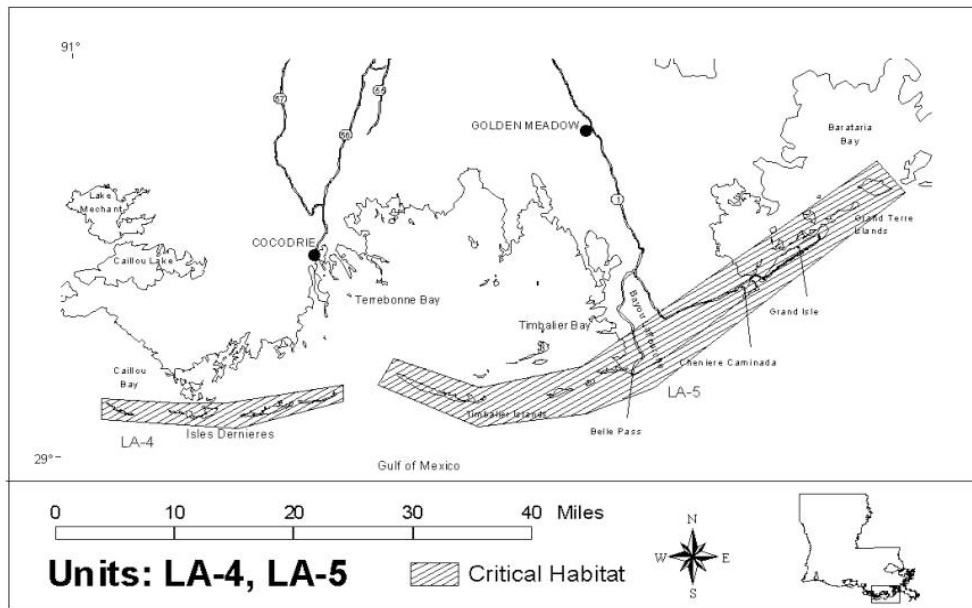 91°
57
56
55
GOLDEN MEADOW
Barataria
Bay
1
Lake
Mechant
Grand Terre
Islands
COCODRIE
Caillou Lake
Terrebonne Bay
Grand Isle
Timbalier Bay
Cheniere Caminada
Caillou
Bay
LA-5
Timbalier Islands
Belle Pass
Isles Dernieres
LA-4
29°
Gulf of Mexico
0 10 20 30 40 Miles
N
W E
S
Units: LA-4, LA-5
Critical Habitat